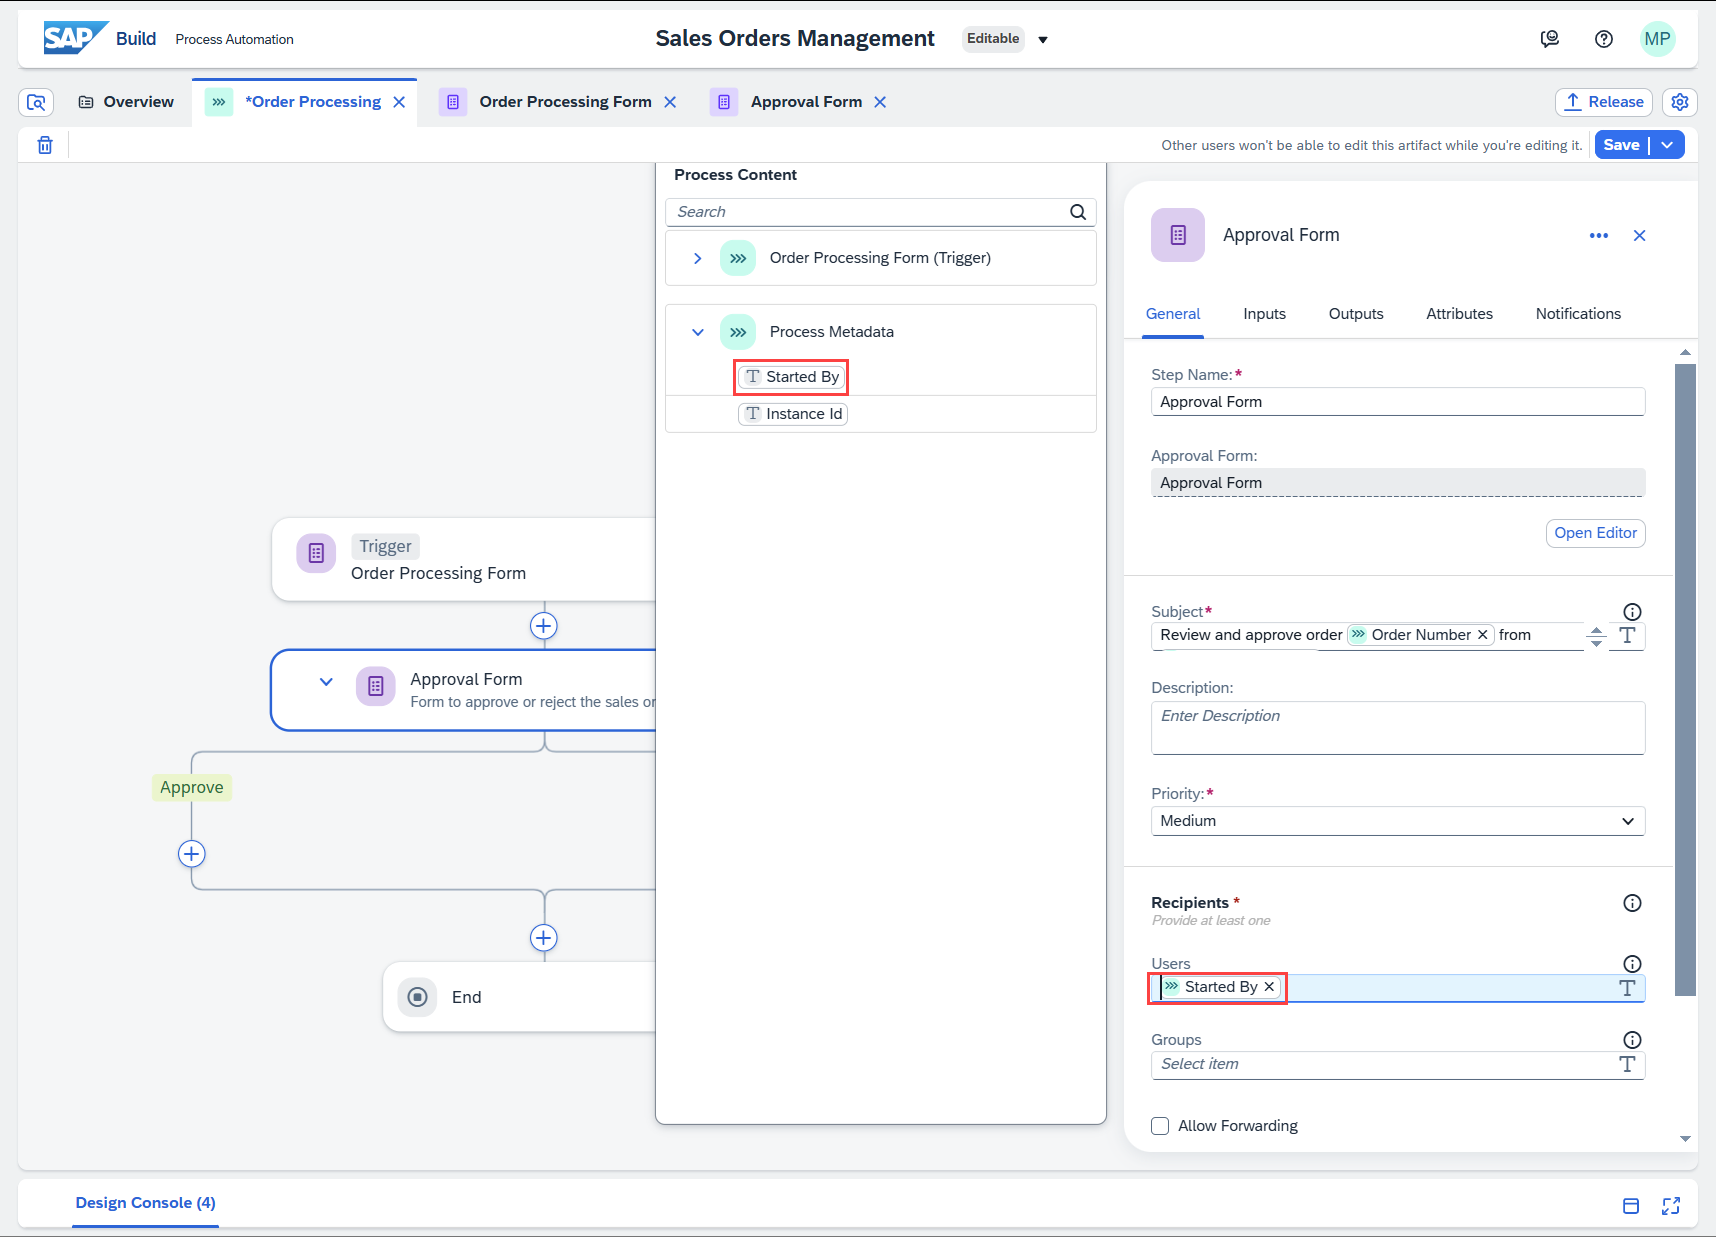 SAP Build Process Automation
Sales Orders Management Editable
MP
Overview
*Order Processing
Order Processing Form
Approval Form
Release
Other users won't be able to edit this artifact while you're editing it.
Save
Process Content
Search
Order Processing Form (Trigger)
Process Metadata
T Started By
T Instance Id
Trigger
Order Processing Form
Approval Form
Form to approve or reject the sales or
Approve
End
Approval Form
General Inputs Outputs Attributes Notifications
Step Name:*
Approval Form
Approval Form:
Approval Form
Open Editor
Subject*
Review and approve order Order Number from
Description:
Enter Description
Priority:*
Medium
Recipients *
Provide at least one
Users
Started By
Groups
Select item
Allow Forwarding
Design Console (4)